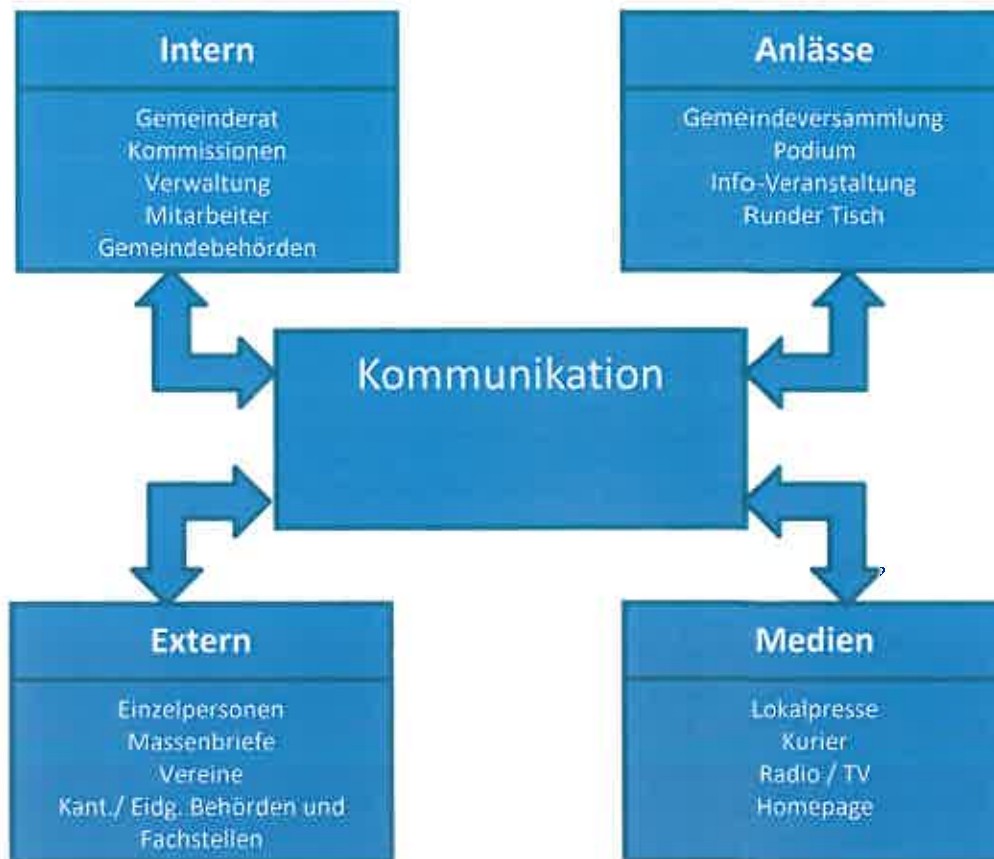 Intern
Gemeinderat
Kommissionen
Verwaltung
Mitarbeiter
Gemeindebehörden
Anlässe
Gemeindeversammlung
Podium
Info-Veranstaltung
Runder Tisch
Kommunikation
Extern
Einzelpersonen
Massenbriefe
Vereine
Kant./ Eidg. Behörden und
Fachstellen
Medien
Lokalpresse
Kurier
Radio / TV
Homepage